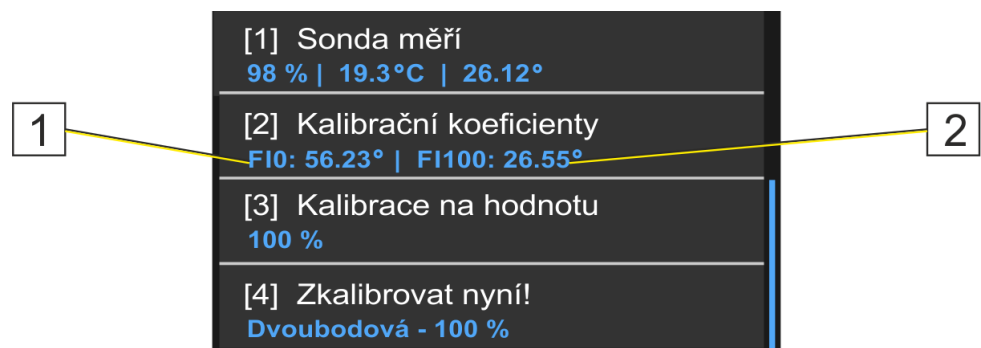 [1] Sonda měří
98 % | 19.3°C | 26.12°
[2] Kalibrační koeficienty
1
2
FI0: 56.23° | FI100: 26.55°
[3] Kalibrace na hodnotu
100 %
[4] Zkalibrovat nyní!
Dvoubodová - 100 %